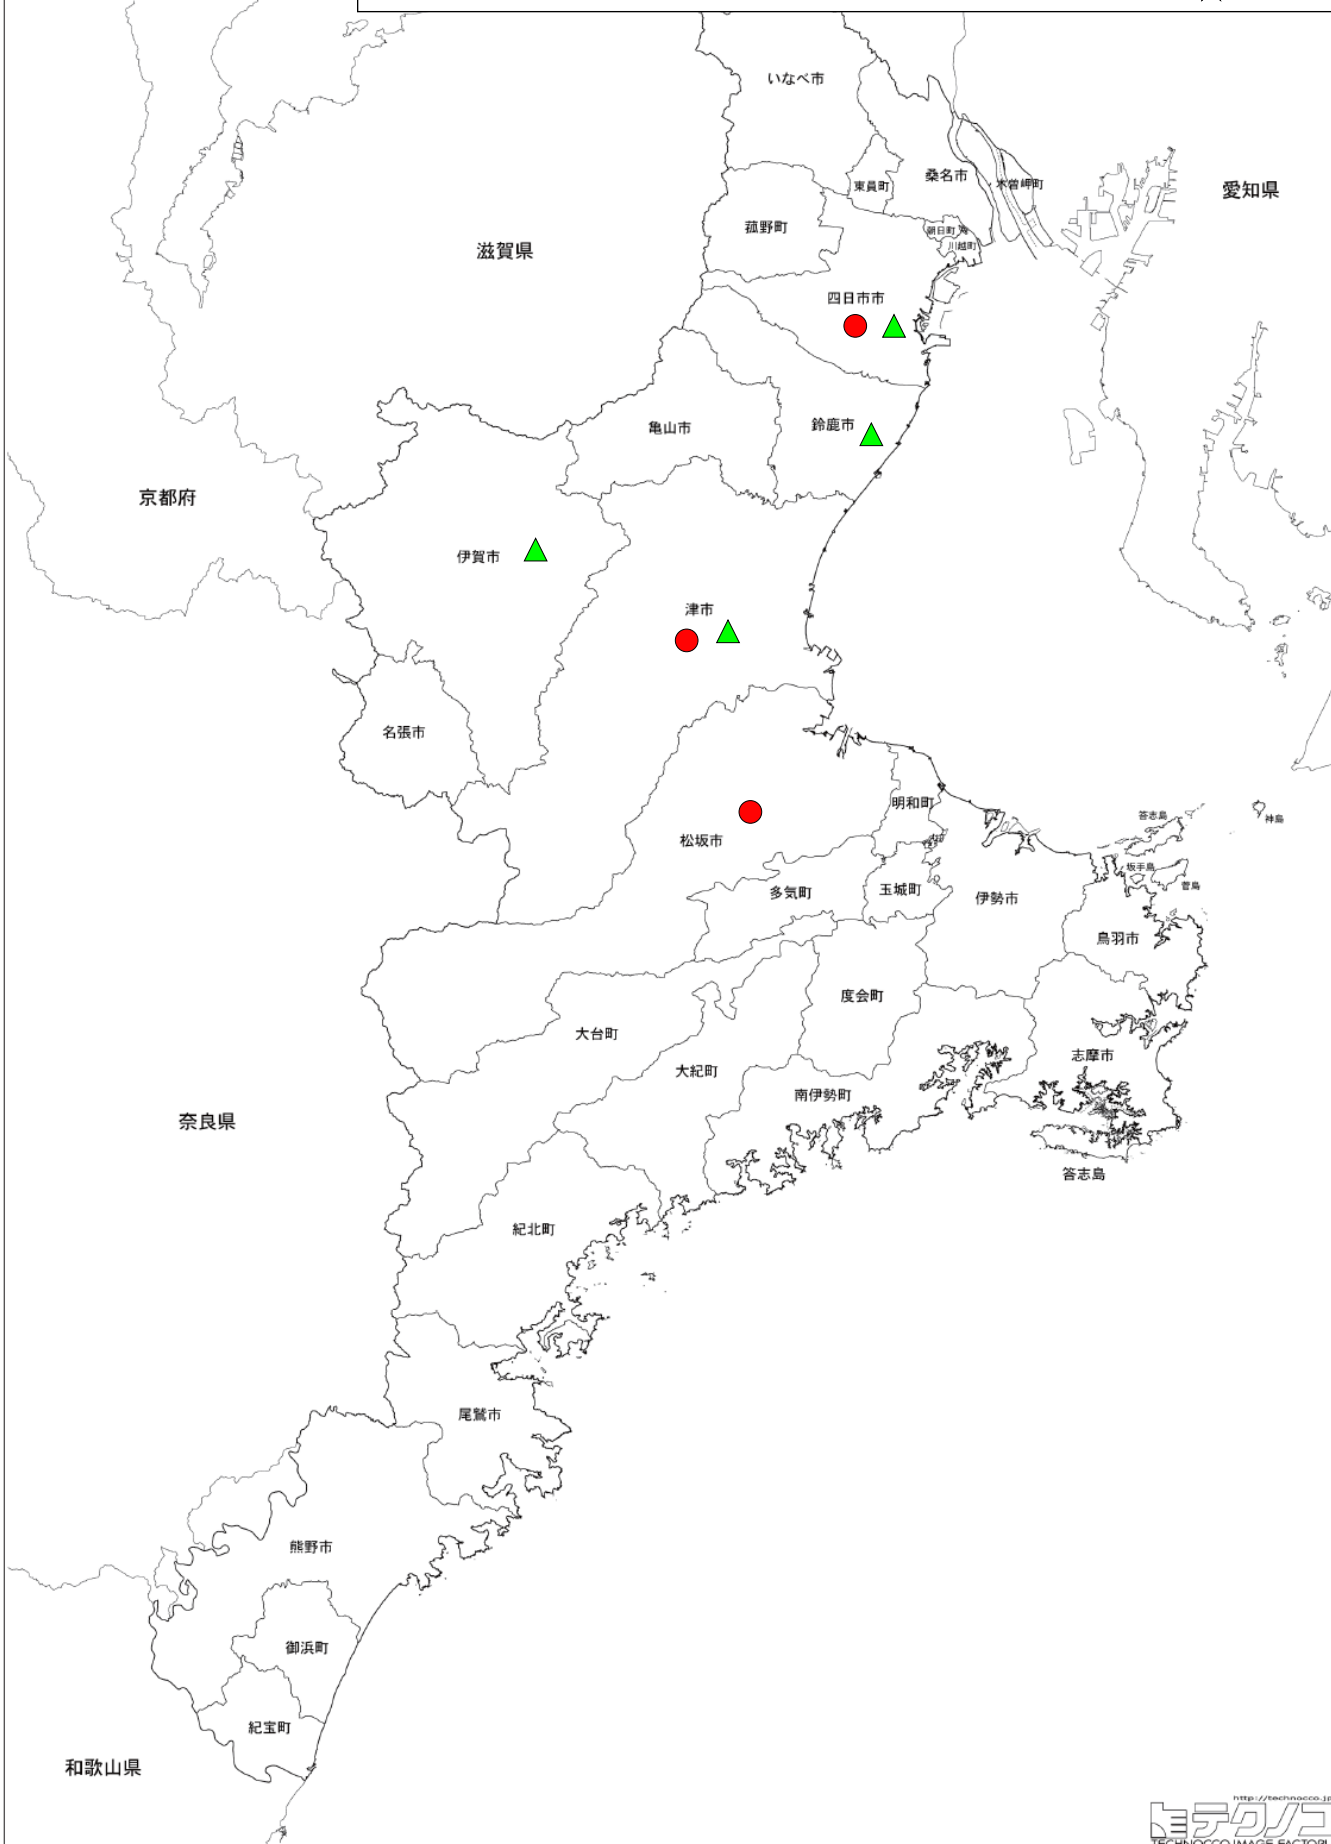 いなべ市
東員町
桑名市
木曽岬町
愛知県
菰野町
朝日町
川越町
滋賀県
四日市市
亀山市
鈴鹿市
京都府
伊賀市
津市
名張市
明和町
松坂市
答志島
神島
坂手島
菅島
多気町
玉城町
伊勢市
鳥羽市
度会町
大台町
志摩市
大紀町
南伊勢町
奈良県
答志島
紀北町
尾鷲市
熊野市
御浜町
紀宝町
和歌山県
http://technocco.jp
テクノコ
TECHNOCCO IMAGE FACTOR